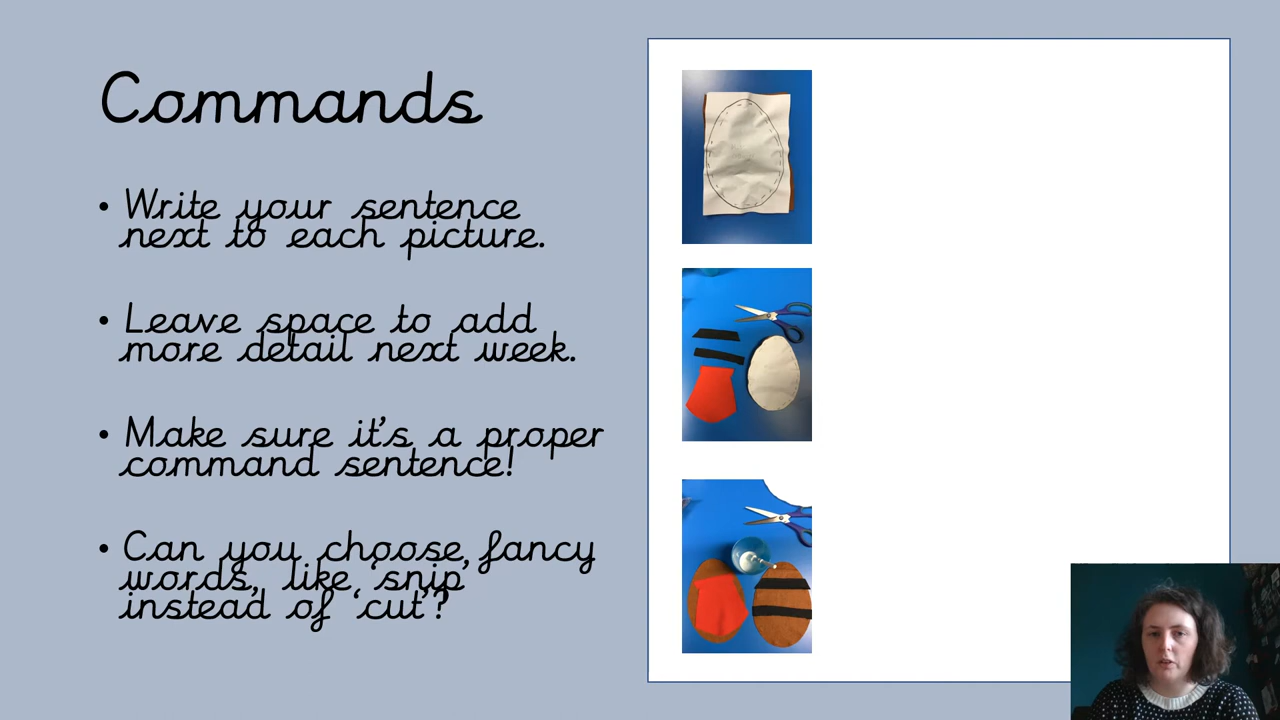 Commands
• Write your sentence
next to each picture.
• Leave space to add
more detail next week.
• Make sure it's a proper
command sentence!
• Can you choose fancy
words, like ‘snip’
instead of ‘cut’?